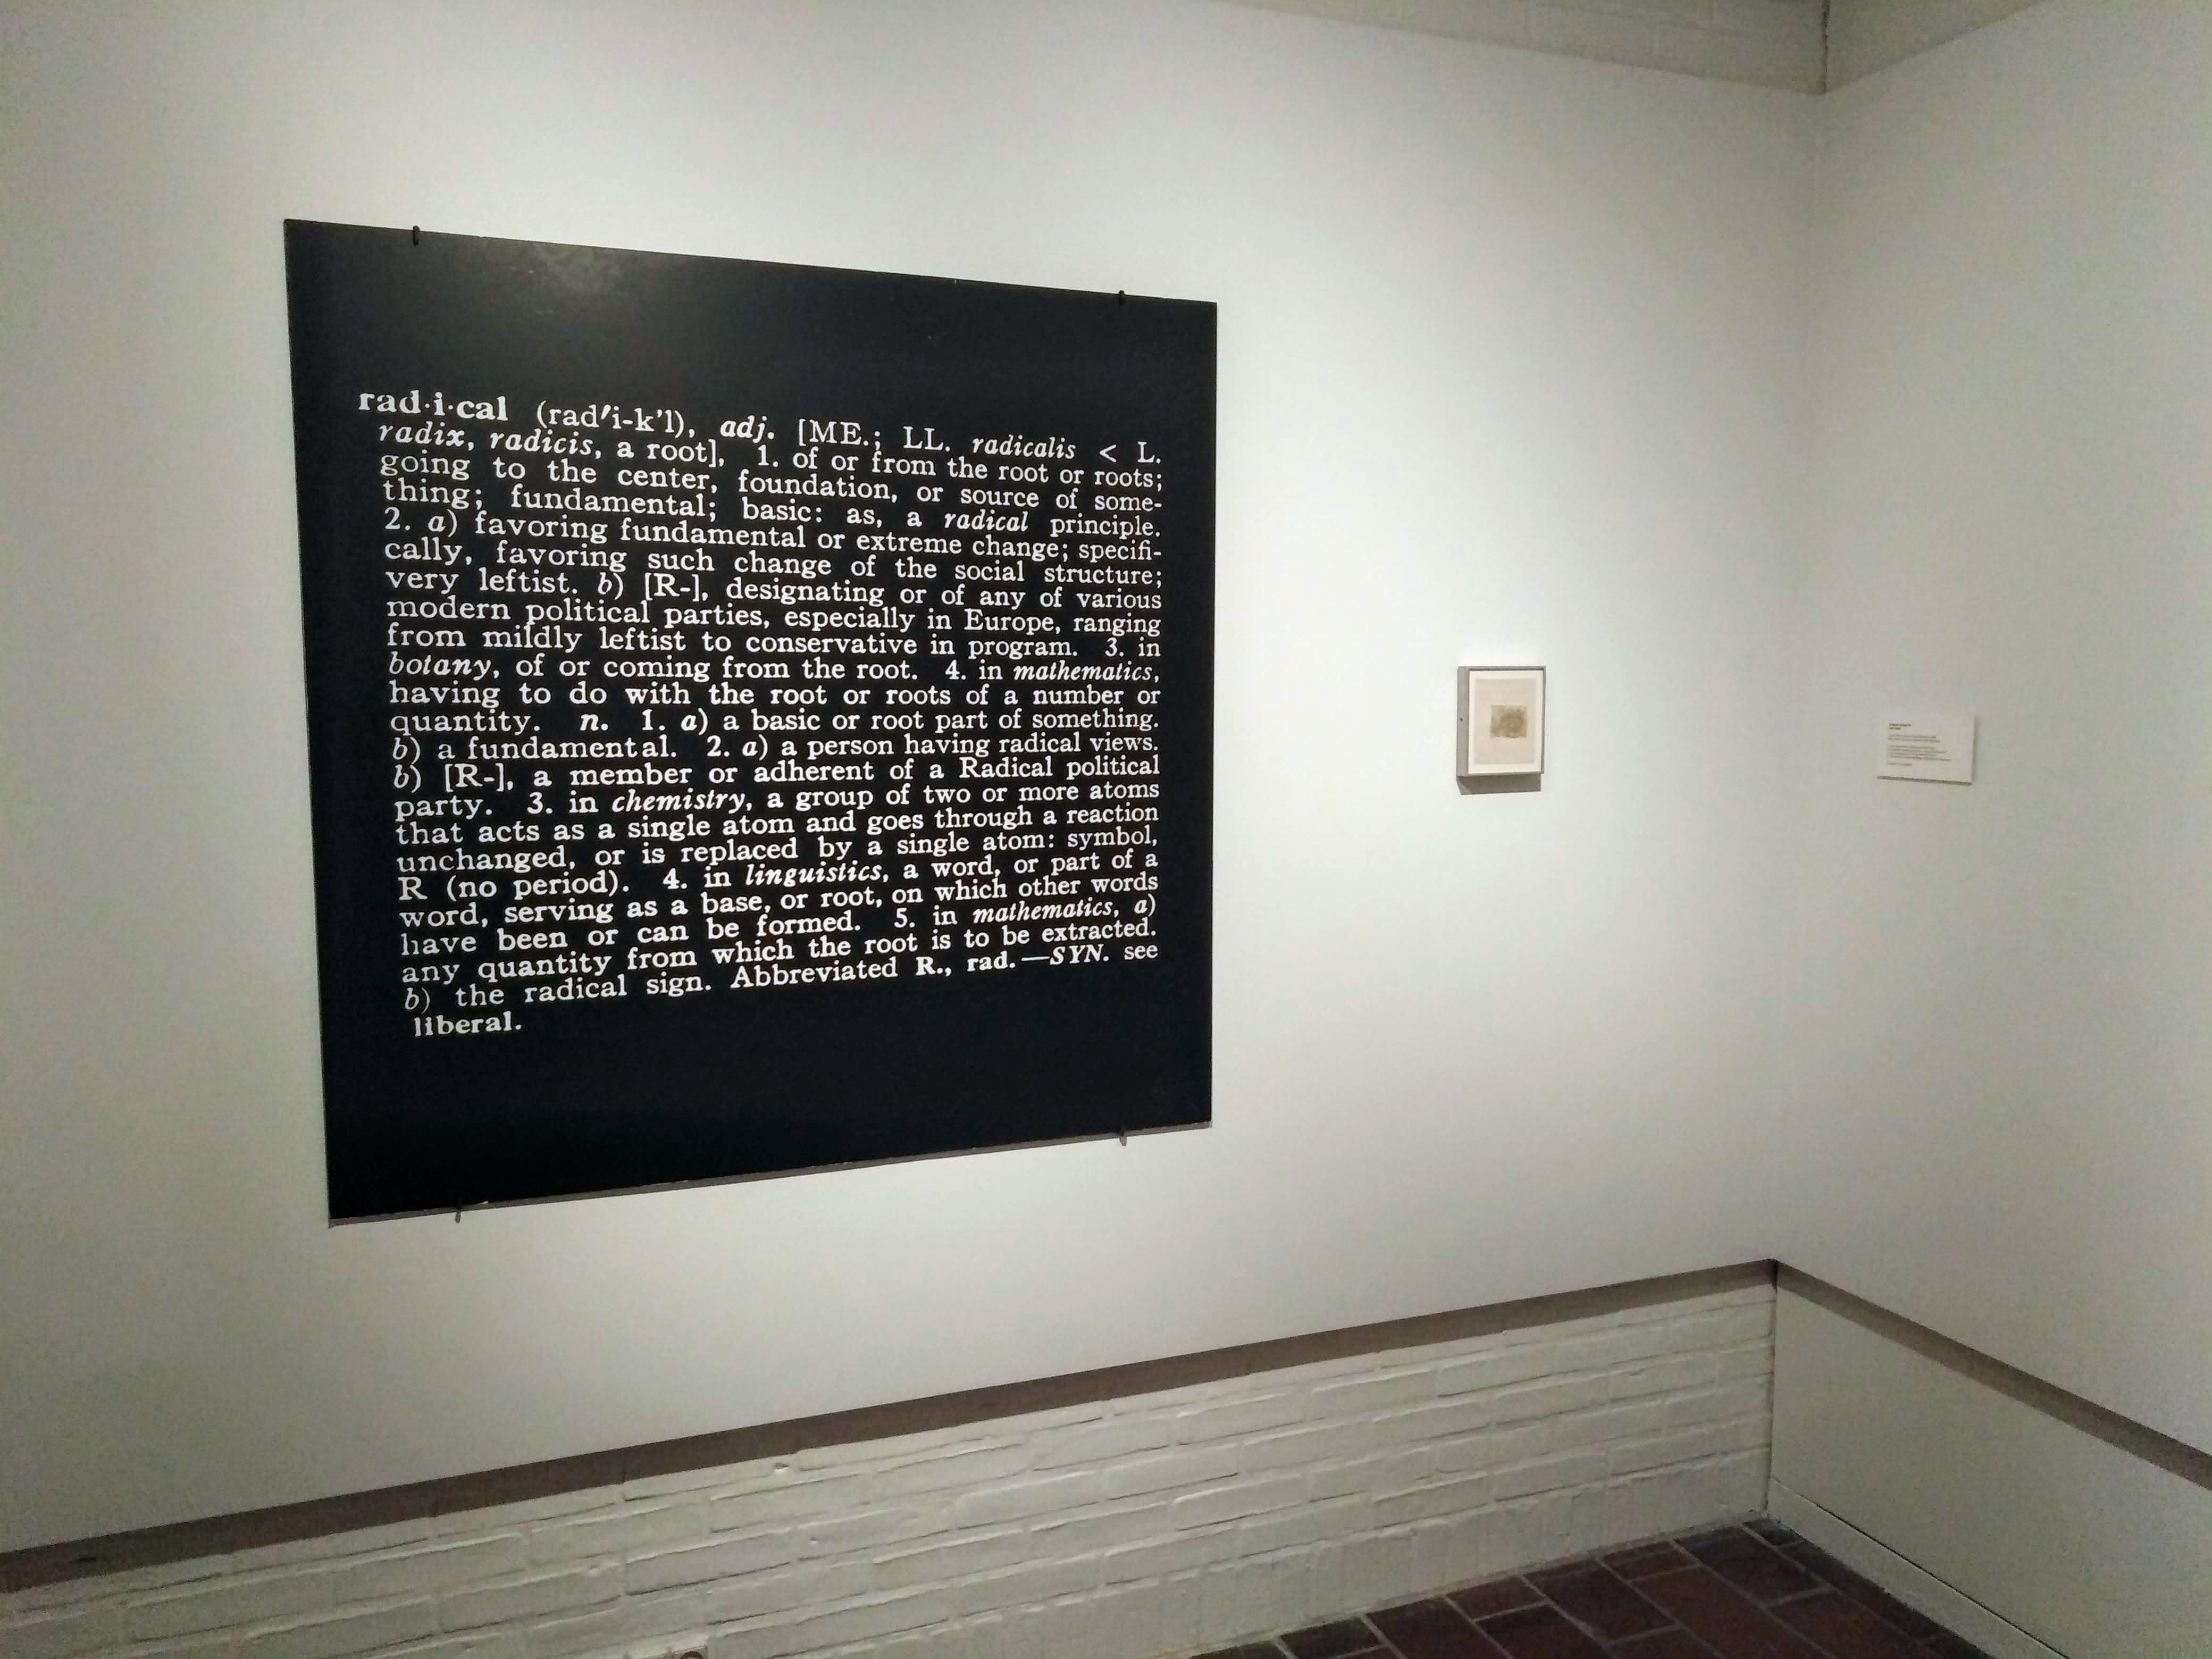 rad·i·cal (rad′i-k'l), adj. [ME.; LL. radicalis < L.
radix, radicis, a root], 1. of or from the root or roots;
going to the center, foundation, or source of some-
thing; fundamental; basic: as, a radical principle.
2. a) favoring fundamental or extreme change; specifi-
cally, favoring such change of the social structure;
very leftist. b) [R-], designating or of any of various
modern political parties, especially in Europe, ranging
from mildly leftist to conservative in program. 3. in
botany, of or coming from the root. 4. in mathematics,
having to do with the root or roots of a number or
quantity. n. 1. a) a basic or root part of something.
b) a fundamental. 2. a) a person having radical views.
b) [R-], a member or adherent of a Radical political
party. 3. in chemistry, a group of two or more atoms
that acts as a single atom and goes through a reaction
unchanged, or is replaced by a single atom: symbol,
R (no period). 4. in linguistics, a word, or part of a
word, serving as a base, or root, on which other words
have been or can be formed. 5. in mathematics, a)
any quantity from which the root is to be extracted.
b) the radical sign. Abbreviated R., rad. —SYN. see
liberal.